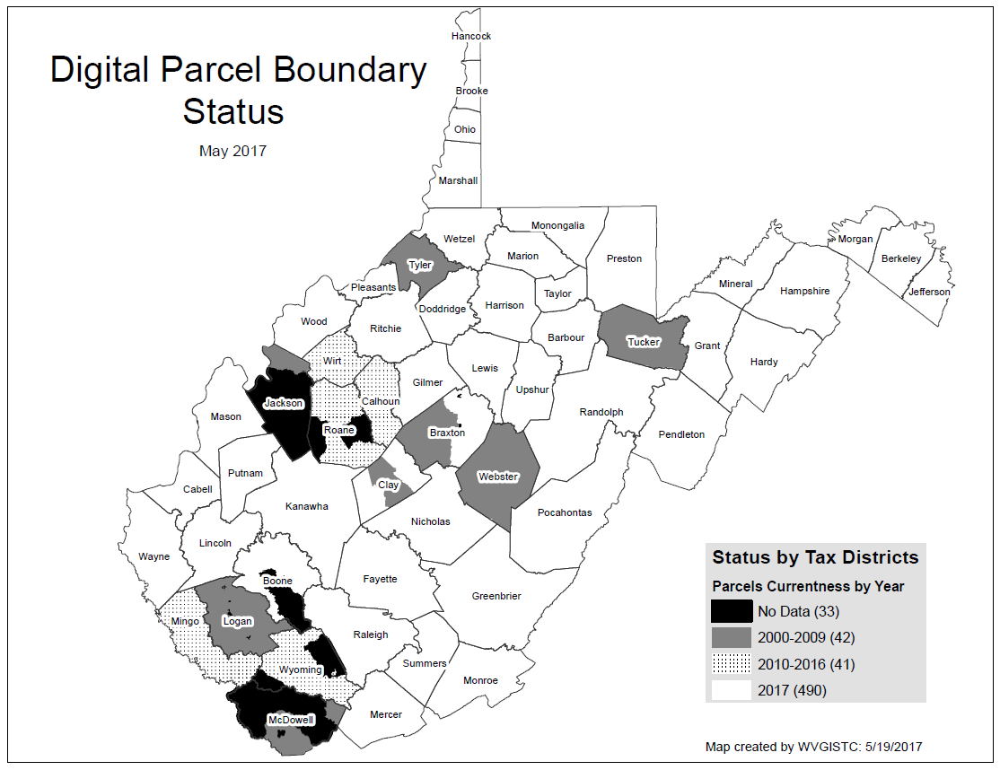 Digital Parcel Boundary
Status
May 2017
Hancock
Brooke
Ohio
Marshall
Wetzel
Monongalia
Marion
Preston
Tyler
Pleasants
Taylor
Doddridge
Harrison
Wood
Ritchie
Barbour
Tucker
Grant
Mineral
Hampshire
Morgan
Berkeley
Jefferson
Hardy
Wirt
Lewis
Gilmer
Upshur
Calhoun
Jackson
Mason
Roane
Braxton
Randolph
Pendleton
Putnam
Cabell
Clay
Webster
Kanawha
Nicholas
Pocahontas
Lincoln
Wayne
Boone
Fayette
Greenbrier
Mingo
Logan
Raleigh
Wyoming
Summers
Monroe
McDowell
Mercer
Status by Tax Districts
Parcels Currentness by Year
No Data (33)
2000-2009 (42)
2010-2016 (41)
2017 (490)
Map created by WVGISTC: 5/19/2017